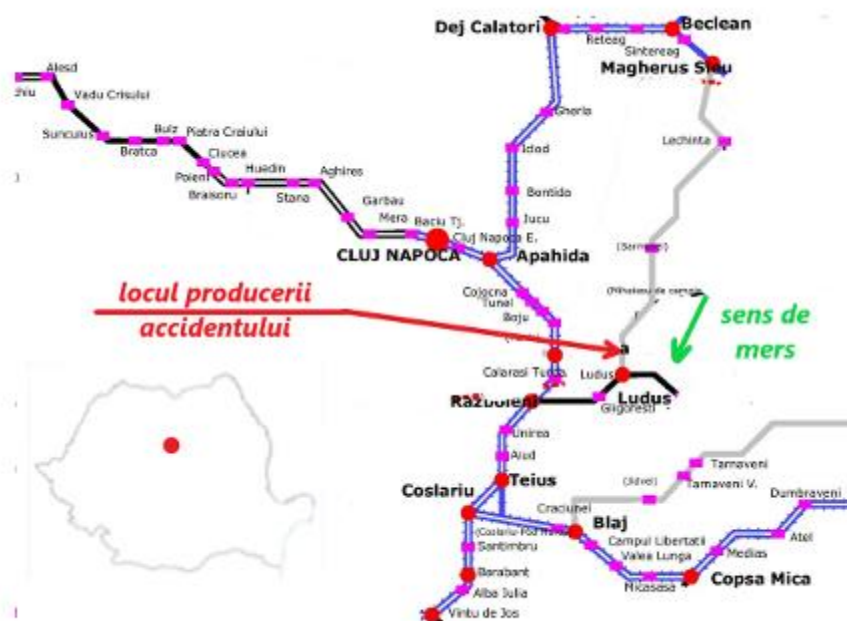 Dej Calatori
Beclean
Reteag
Sintereag
Magherus Sieu
Alesd
Vadu Crisului
Gherla
Suncuius
Bulz
Piatra Craiului
Bratca
Lechinta
Clucea
Poieni
Huedin
Aghires
Braisoru
Stana
Bontida
Garbau
Jucu
Mera
Baciu Tj.
Cluj Napoca E.
CLUJ NAPOCA
Apahida
locul producerii
accidentului
Cojocna
Tunel
Boju
sens de
mers
Calarasi Turda
Ludus
Razboieni
Ludus
Gligoresti
Unirea
Aiud
Teius
Coslariu
Tarnaveni
Tarnaveni V.
Dumbraveni
Craciunel
Blaj
Santimbru
Campul Libertatii
Valea Lunga
Medias
Atel
Barabant
Micasasa
Copsa Mica
Alba Iulia
Vintu de Jos